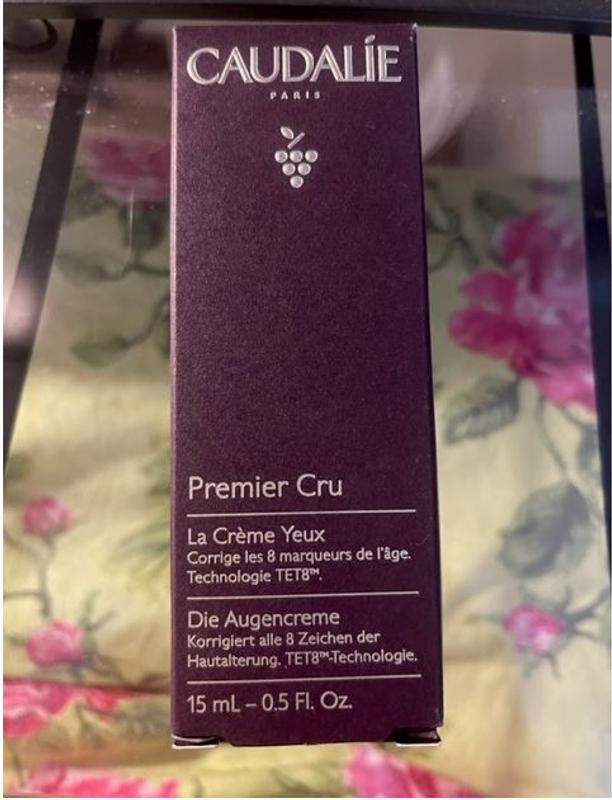 CAUDALÍE
PARIS
Premier Cru
La Crème Yeux
Corrige les 8 marqueurs de l'âge.
Technologie TET8™.
Die Augencreme
Korrigiert alle 8 Zeichen der
Hautalterung. TET8™-Technologie.
15 mL – 0.5 Fl. Oz.